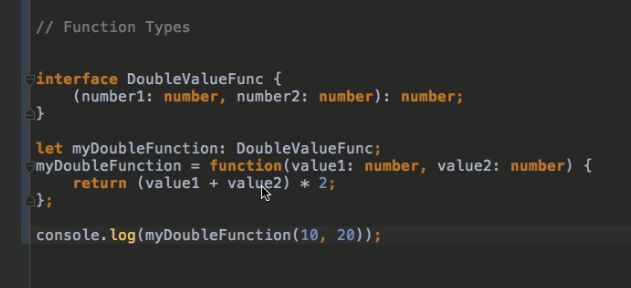 // Function Types
interface DoubleValueFunc {
(number1: number, number2: number): number;
}
let myDoubleFunction: DoubleValueFunc;
myDoubleFunction = function(value1: number, value2: number) {
return (value1 + value2) * 2;
};
console.log(myDoubleFunction(10, 20));